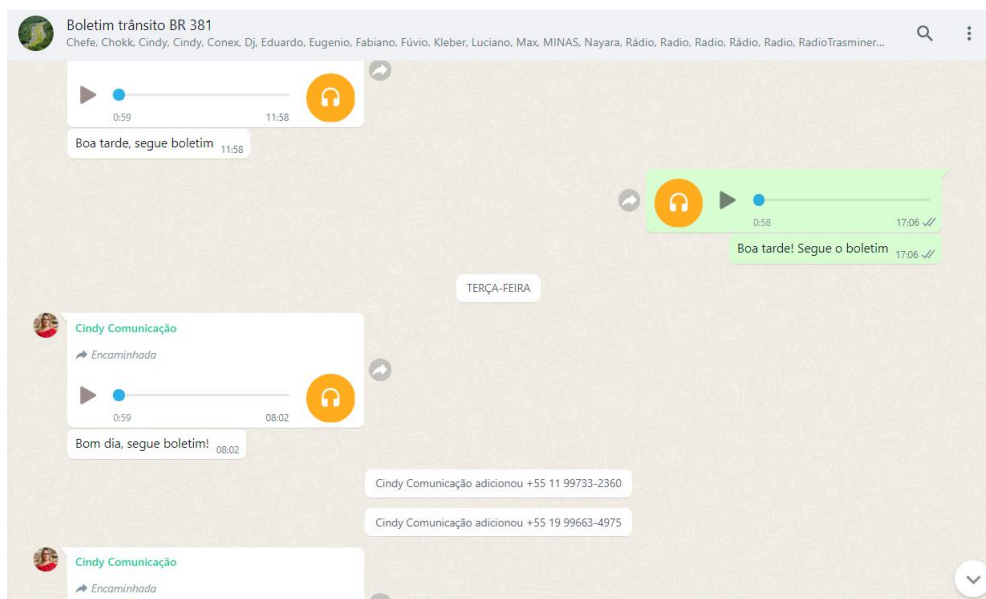 Boletim trânsito BR 381
Chefe, Chokk, Cindy, Cindy, Conex, Dj, Eduardo, Eugenio, Fabiano, Fúvio, Kleber, Luciano, Max, MINAS, Nayara, Rádio, Radio, Radio, Rádio, Radio, RadioTrasminer...
0:59 11:58
Boa tarde, segue boletim 11:58
0:58 17:06
Boa tarde! Segue o boletim 17:06
TERÇA-FEIRA
Cindy Comunicação
Encaminhada
0:59 08:02
Bom dia, segue boletim! 08:02
Cindy Comunicação adicionou +55 11 99733-2360
Cindy Comunicação adicionou +55 19 99663-4975
Cindy Comunicação
Encaminhada